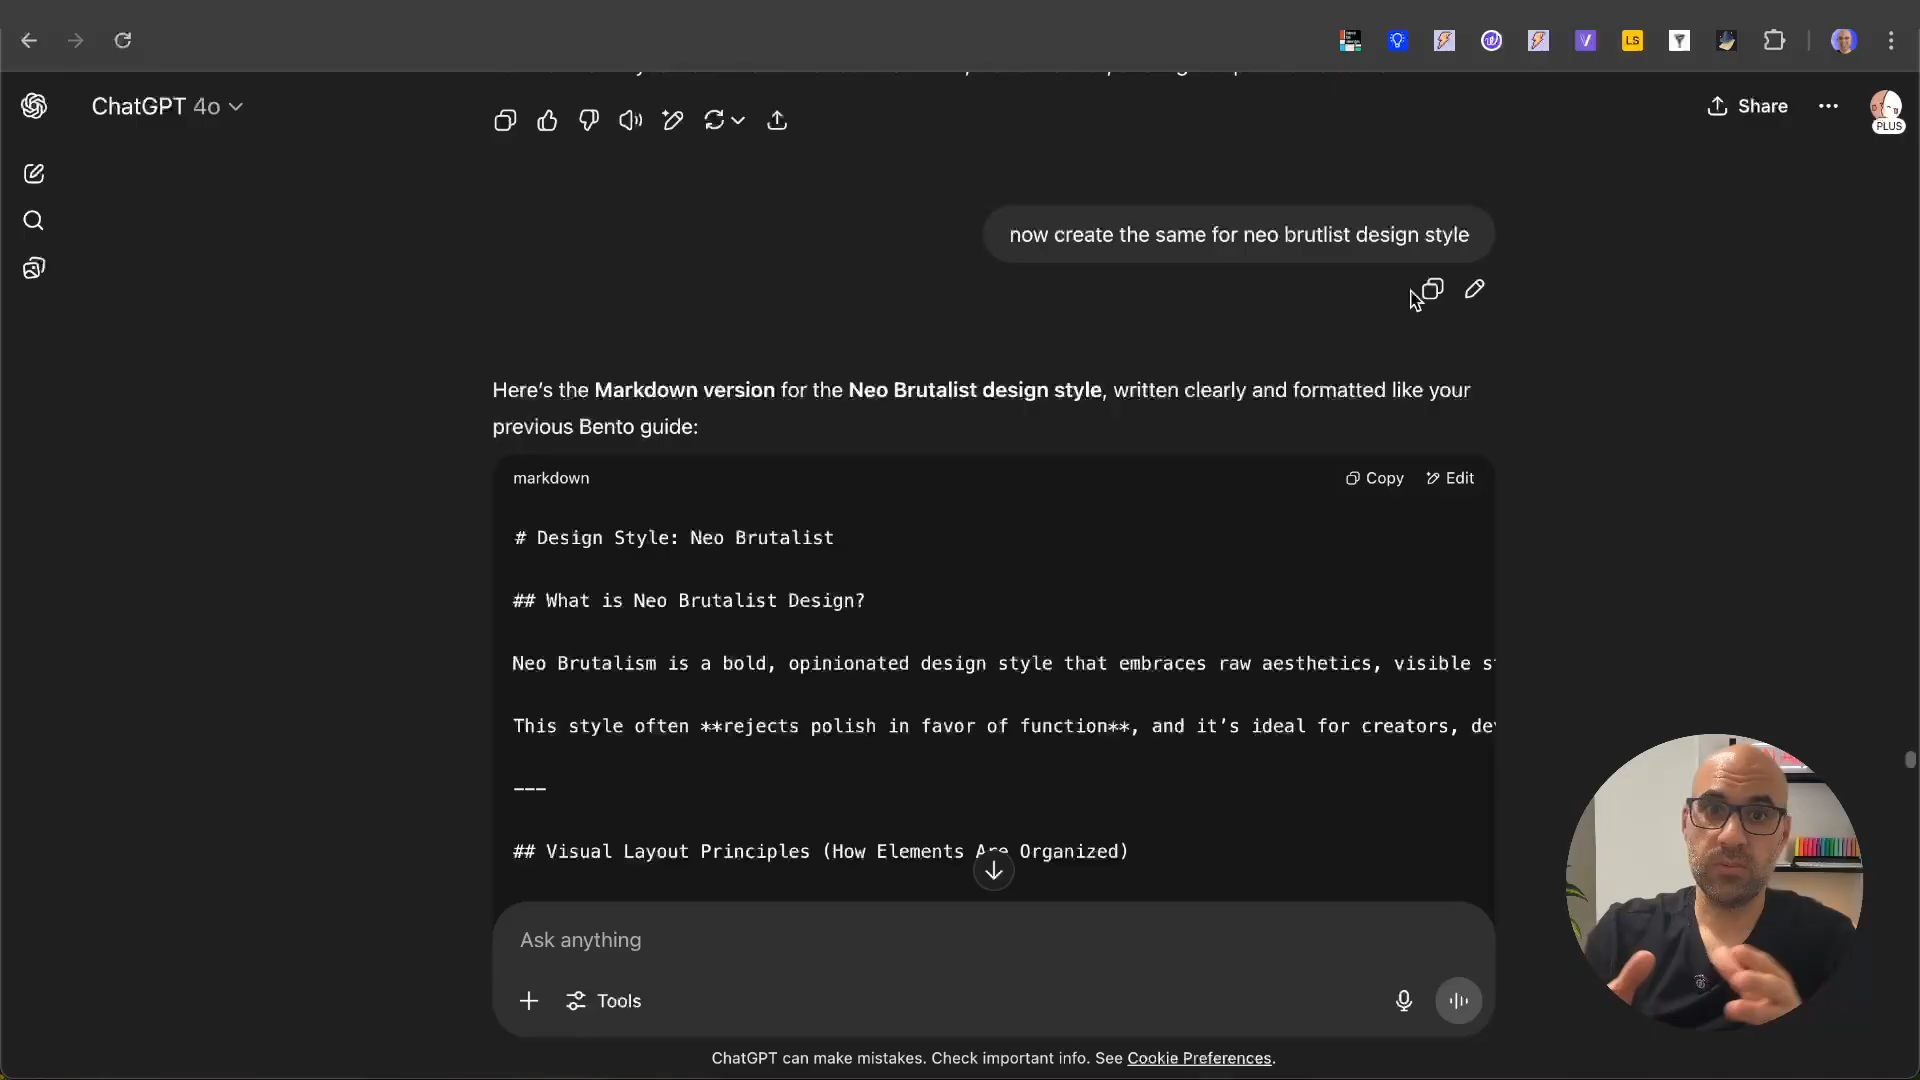 LS
V
ChatGPT 4o
Share
PLUS
now create the same for neo brutlist design style
Here's the Markdown version for the Neo Brutalist design style, written clearly and formatted like your
previous Bento guide:
markdown
Copy
Edit
# Design Style: Neo Brutalist
## What is Neo Brutalist Design?
Neo Brutalism is a bold, opinionated design style that embraces raw aesthetics, visible
This style often **rejects polish in favor of function**, and it's ideal for creators,
---
## Visual Layout Principles (How Elements Are Organized)
Ask anything
Tools
ChatGPT can make mistakes. Check important info. See Cookie Preferences.